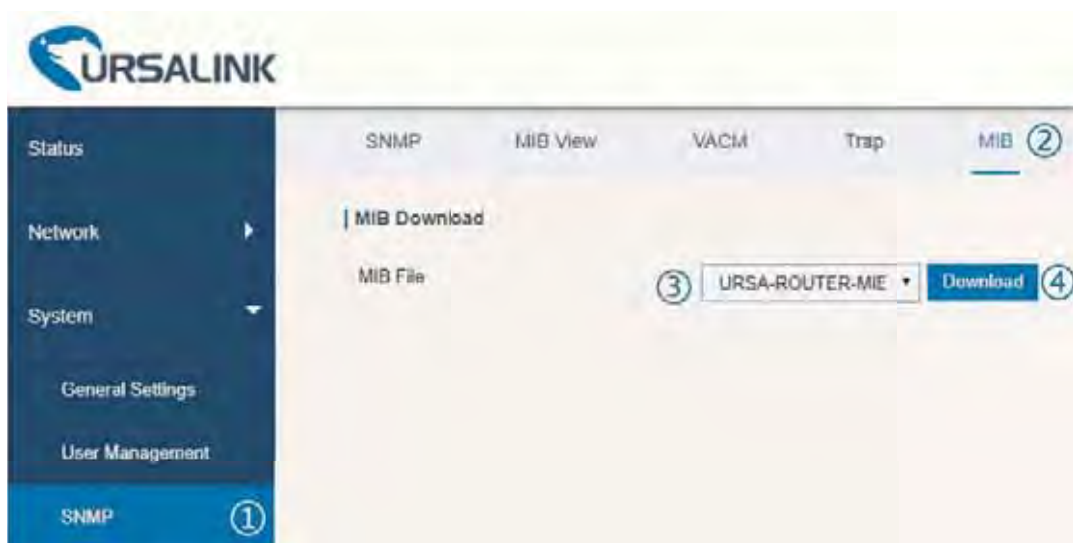 URSALINK
Status
SNMP MIB View VACM Trap MIB ②
MIB Download
Network
MIB File ③ URSA-ROUTER-MIE Download ④
System
General Settings
User Management
SNMP ①